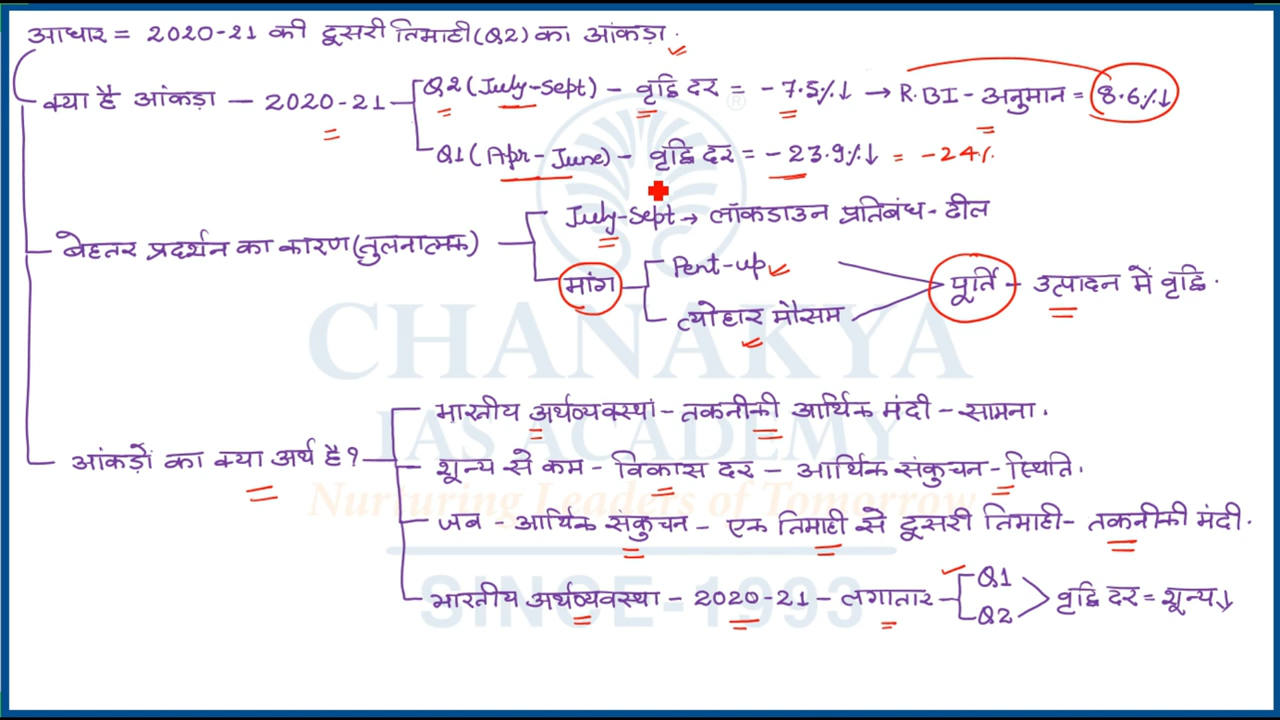 आधार = 2020-21 की दूसरी तिमाही (Q2) का आंकड़ा.
क्या है आंकड़ा - 2020-21
Q2 (July-Sept) - वृद्धि दर = - 7.5%↓ → R.BI - अनुमान = 8.6%↓
Q1 (Apr - June) - वृद्धि दर = - 23.9%↓ = -24%
बेहतर प्रदर्शन का कारण (तुलनात्मक)
July-Sept → लॉकडाउन प्रतिबंध - ढील
मांग
Pent-up
त्योहार मौसम
पूर्ति - उत्पादन में वृद्धि.
आंकड़ों का क्या अर्थ है?
भारतीय अर्थव्यवस्था - तकनीकी आर्थिक मंदी - सामना.
शून्य से कम - विकास दर - आर्थिक संकुचन - स्थिति.
जब - आर्थिक संकुचन - एक तिमाही से दूसरी तिमाही - तकनीकी मंदी.
भारतीय अर्थव्यवस्था - 2020-21 - लगातार
Q1
Q2
वृद्धि दर = शून्य↓
CHANAKYA
IAS ACADEMY
Nurturing Leaders of Tomorrow
SINCE-1993
®